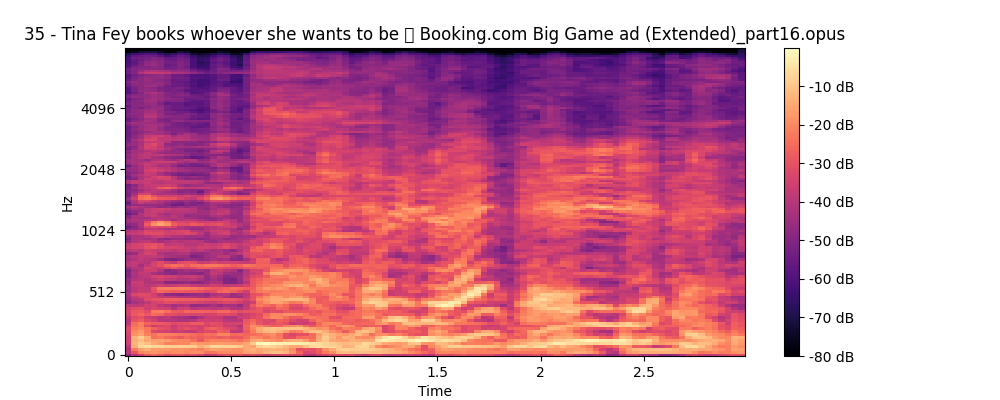 35 - Tina Fey books whoever she wants to be ▯ Booking.com Big Game ad (Extended)_part16.opus
4096
2048
1024
512
0
Hz
0
0.5
1
1.5
2
2.5
Time
-10 dB
-20 dB
-30 dB
-40 dB
-50 dB
-60 dB
-70 dB
-80 dB